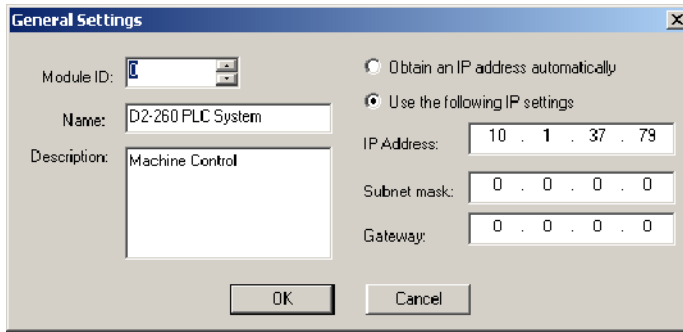 General Settings
Module ID: 0
Name: D2-260 PLC System
Description: Machine Control
Obtain an IP address automatically
Use the following IP settings
IP Address: 10 . 1 . 37 . 79
Subnet mask: 0 . 0 . 0 . 0
Gateway: 0 . 0 . 0 . 0
OK Cancel